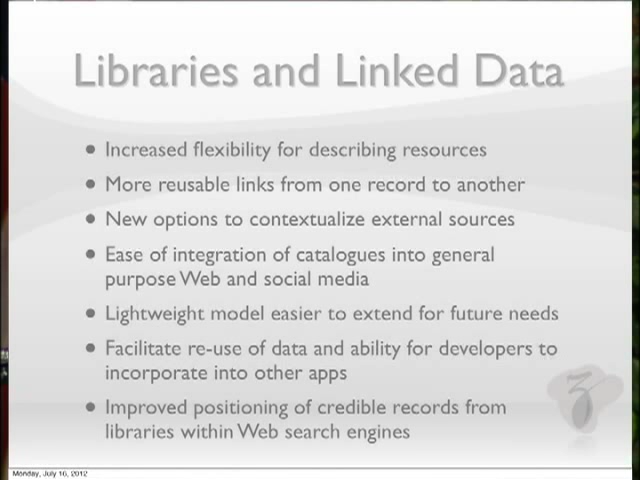 Libraries and Linked Data
• Increased flexibility for describing resources
• More reusable links from one record to another
• New options to contextualize external sources
• Ease of integration of catalogues into general
purpose Web and social media
• Lightweight model easier to extend for future needs
• Facilitate re-use of data and ability for developers to
incorporate into other apps
• Improved positioning of credible records from
libraries within Web search engines
3
Monday, July 16, 2012